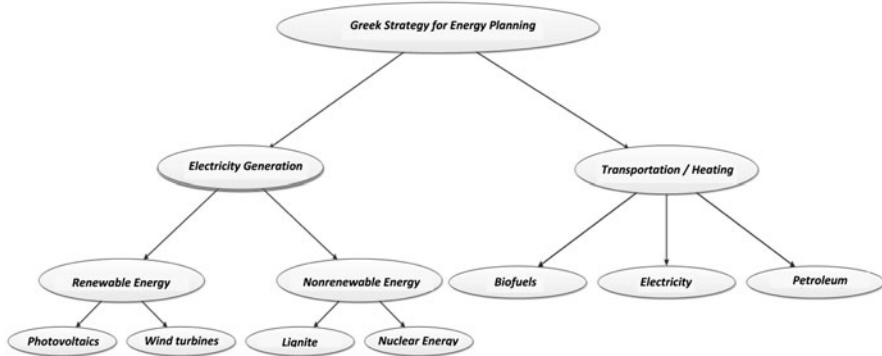 Greek Strategy for Energy Planning
Electricity Generation
Transportation / Heating
Renewable Energy
Nonrenewable Energy
Biofuels
Electricity
Petroleum
Photovoltaics
Wind turbines
Lignite
Nuclear Energy